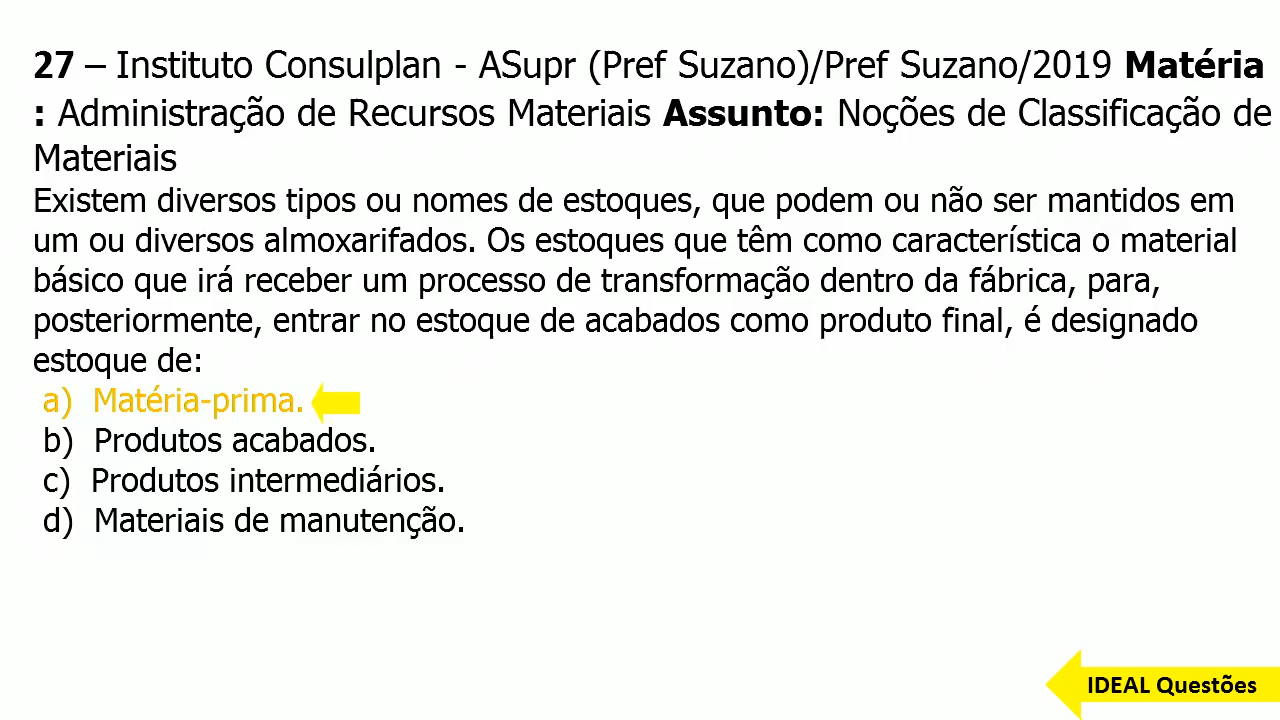 27 – Instituto Consulplan - ASupr (Pref Suzano)/Pref Suzano/2019 Matéria
: Administração de Recursos Materiais Assunto: Noções de Classificação de
Materiais
Existem diversos tipos ou nomes de estoques, que podem ou não ser mantidos em
um ou diversos almoxarifados. Os estoques que têm como característica o material
básico que irá receber um processo de transformação dentro da fábrica, para,
posteriormente, entrar no estoque de acabados como produto final, é designado
estoque de:
a) Matéria-prima.
b) Produtos acabados.
c) Produtos intermediários.
d) Materiais de manutenção.
IDEAL Questões